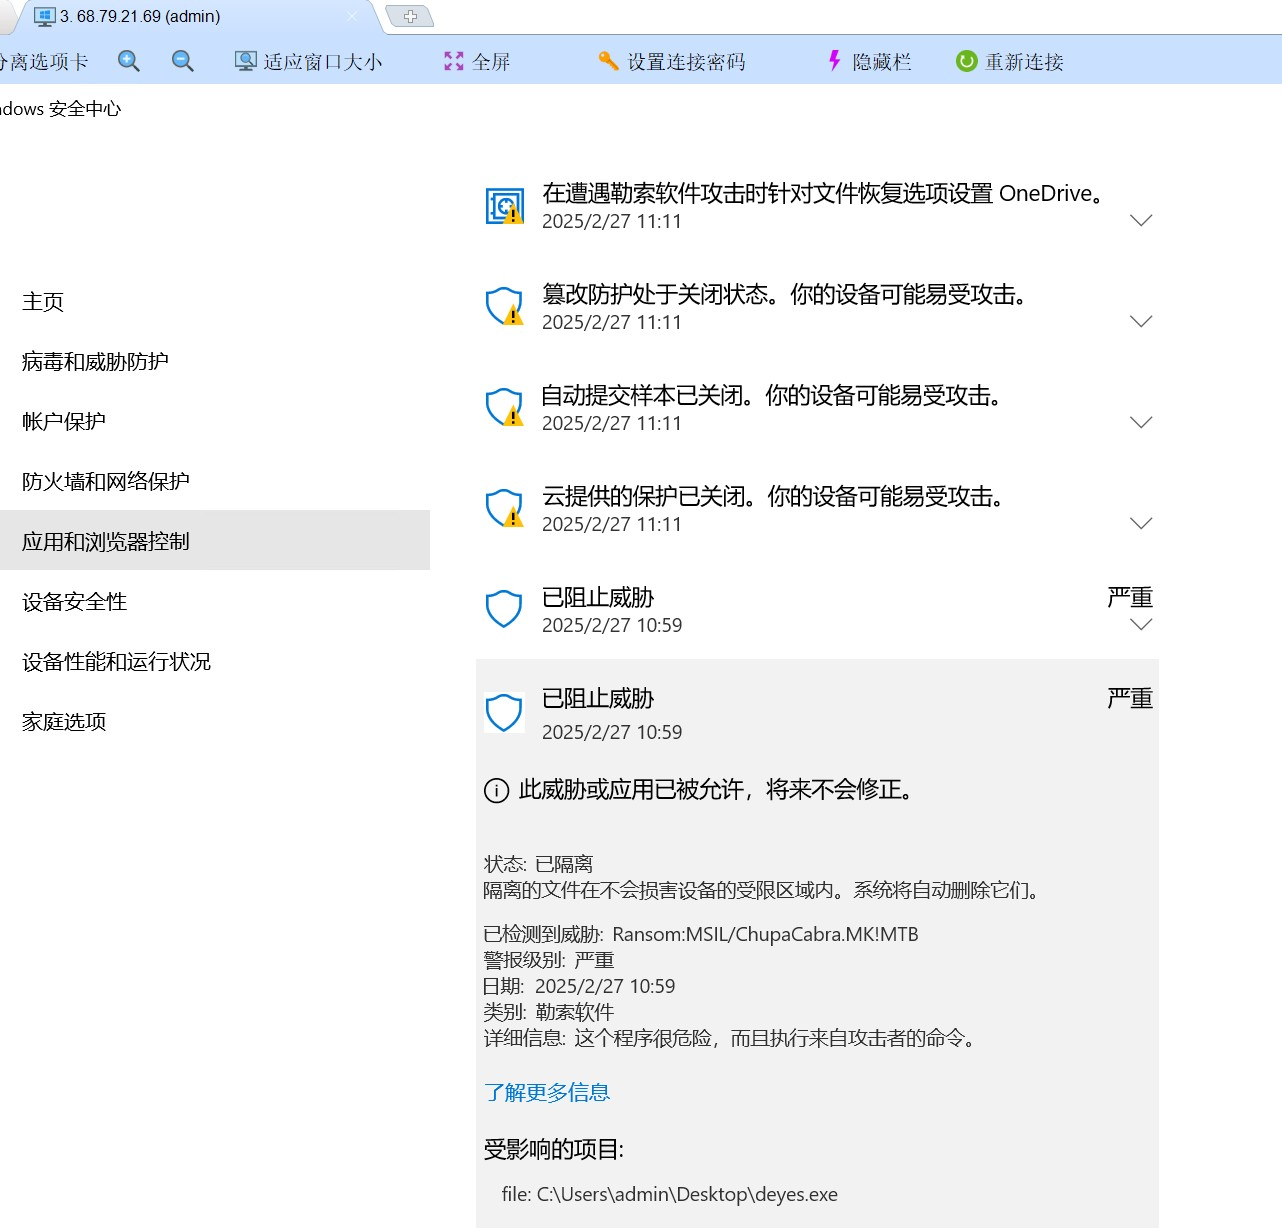 3. 68.79.21.69 (admin)
离选项卡 适应窗口大小 全屏 设置连接密码 隐藏栏 重新连接
dows 安全中心
在遭遇勒索软件攻击时针对文件恢复选项设置 OneDrive。
2025/2/27 11:11
篡改防护处于关闭状态。你的设备可能易受攻击。
2025/2/27 11:11
主页
病毒和威胁防护
帐户保护
防火墙和网络保护
应用和浏览器控制
设备安全性
设备性能和运行状况
家庭选项
自动提交样本已关闭。你的设备可能易受攻击。
2025/2/27 11:11
云提供的保护已关闭。你的设备可能易受攻击。
2025/2/27 11:11
已阻止威胁 严重
2025/2/27 10:59
已阻止威胁 严重
2025/2/27 10:59
此威胁或应用已被允许，将来不会修正。
状态: 已隔离
隔离的文件在不会损害设备的受限区域内。系统将自动删除它们。
已检测到威胁: Ransom:MSIL/ChupaCabra.MK!MTB
警报级别: 严重
日期: 2025/2/27 10:59
类别: 勒索软件
详细信息: 这个程序很危险，而且执行来自攻击者的命令。
了解更多信息
受影响的项目:
file: C:\Users\admin\Desktop\deyes.exe